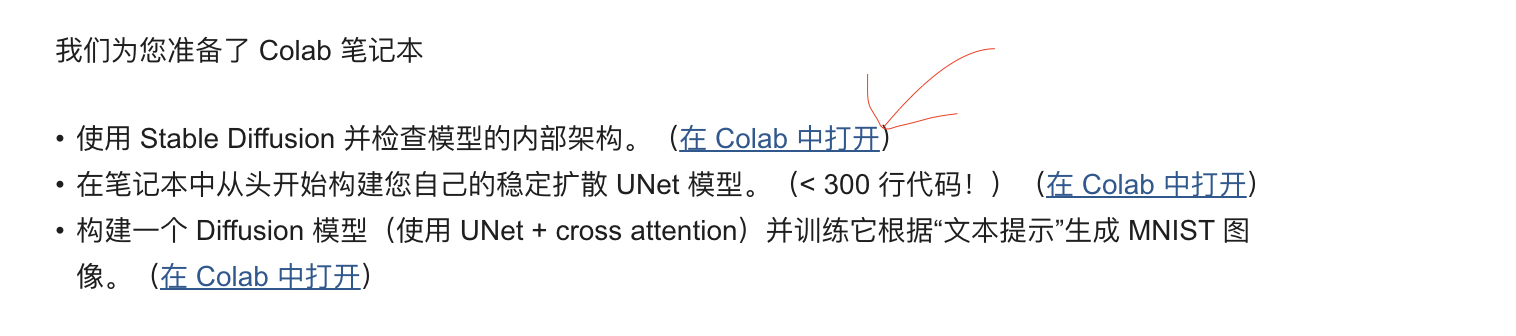 我们为您准备了 Colab 笔记本
• 使用 Stable Diffusion 并检查模型的内部架构。（在 Colab 中打开）
• 在笔记本中从头开始构建您自己的稳定扩散 UNet 模型。（< 300 行代码！）（在 Colab 中打开）
• 构建一个 Diffusion 模型（使用 UNet + cross attention）并训练它根据“文本提示”生成 MNIST 图
像。（在 Colab 中打开）